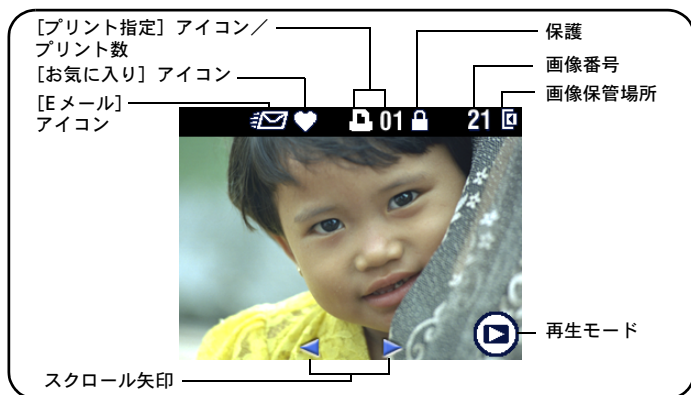 [プリント指定] アイコン／
プリント数
[お気に入り] アイコン
[Eメール]
アイコン
保護
画像番号
画像保管場所
01
21
再生モード
スクロール矢印